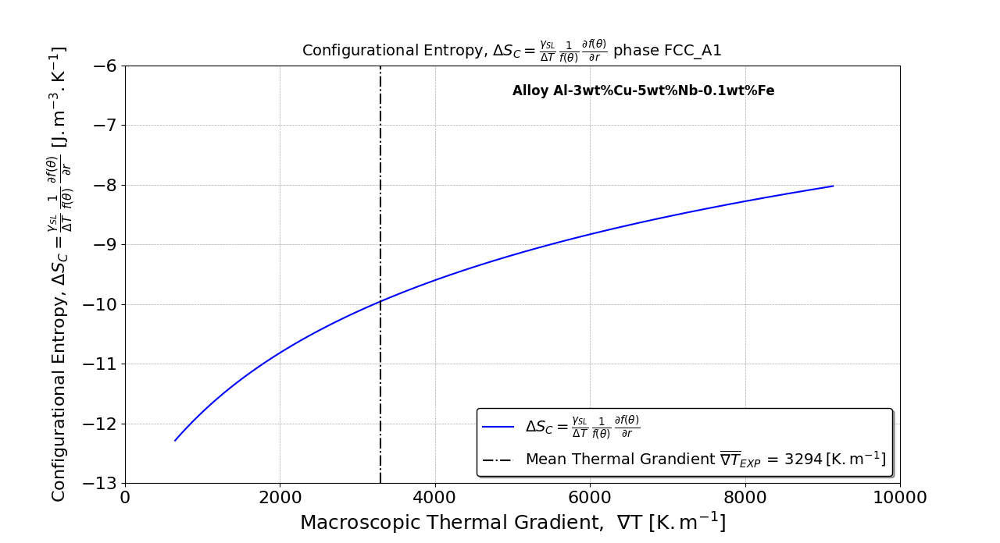 Configurational Entropy, ΔS_C = γ_SL/ΔT 1/f(θ) ∂f(θ)/∂r phase FCC_A1
Alloy Al-3wt%Cu-5wt%Nb-0.1wt%Fe
Configurational Entropy, ΔS_C = γ_SL/ΔT 1/f(θ) ∂f(θ)/∂r [J.m⁻³.K⁻¹]
−6
−7
−8
−9
−10
−11
−12
−13
ΔS_C = γ_SL/ΔT 1/f(θ) ∂f(θ)/∂r
Mean Thermal Grandient ∇̅T̅_EXP = 3294 [K.m⁻¹]
0 2000 4000 6000 8000 10000
Macroscopic Thermal Gradient, ∇T [K.m⁻¹]